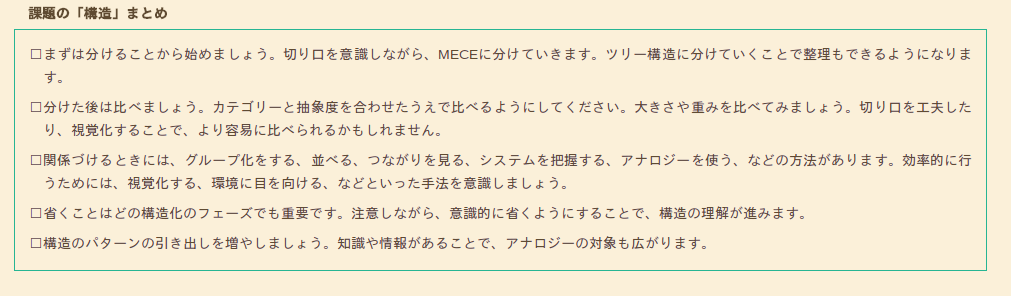 課題の「構造」まとめ
□まずは分けることから始めましょう。切り口を意識しながら、MECEに分けていきます。ツリー構造に分けていくことで整理もできるようになりま
す。
□分けた後は比べましょう。カテゴリーと抽象度を合わせたうえで比べるようにしてください。大きさや重みを比べてみましょう。切り口を工夫した
り、視覚化することで、より容易に比べられるかもしれません。
□関係づけるときには、グループ化をする、並べる、つながりを見る、システムを把握する、アナロジーを使う、などの方法があります。効率的に行
うためには、視覚化する、環境に目を向ける、などといった手法を意識しましょう。
□省くことはどの構造化のフェーズでも重要です。注意しながら、意識的に省くようにすることで、構造の理解が進みます。
□構造のパターンの引き出しを増やしましょう。知識や情報があることで、アナロジーの対象も広がります。